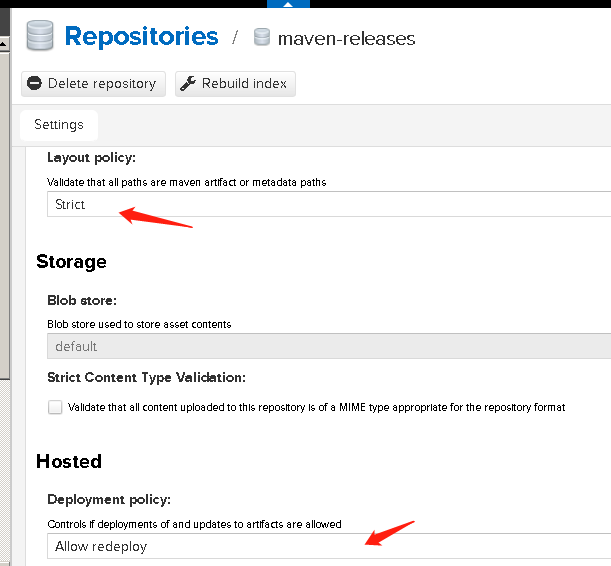 Repositories / maven-releases
Delete repository Rebuild index
Settings
Layout policy:
Validate that all paths are maven artifact or metadata paths
Strict
Storage
Blob store:
Blob store used to store asset contents
default
Strict Content Type Validation:
Validate that all content uploaded to this repository is of a MIME type appropriate for the repository format
Hosted
Deployment policy:
Controls if deployments of and updates to artifacts are allowed
Allow redeploy